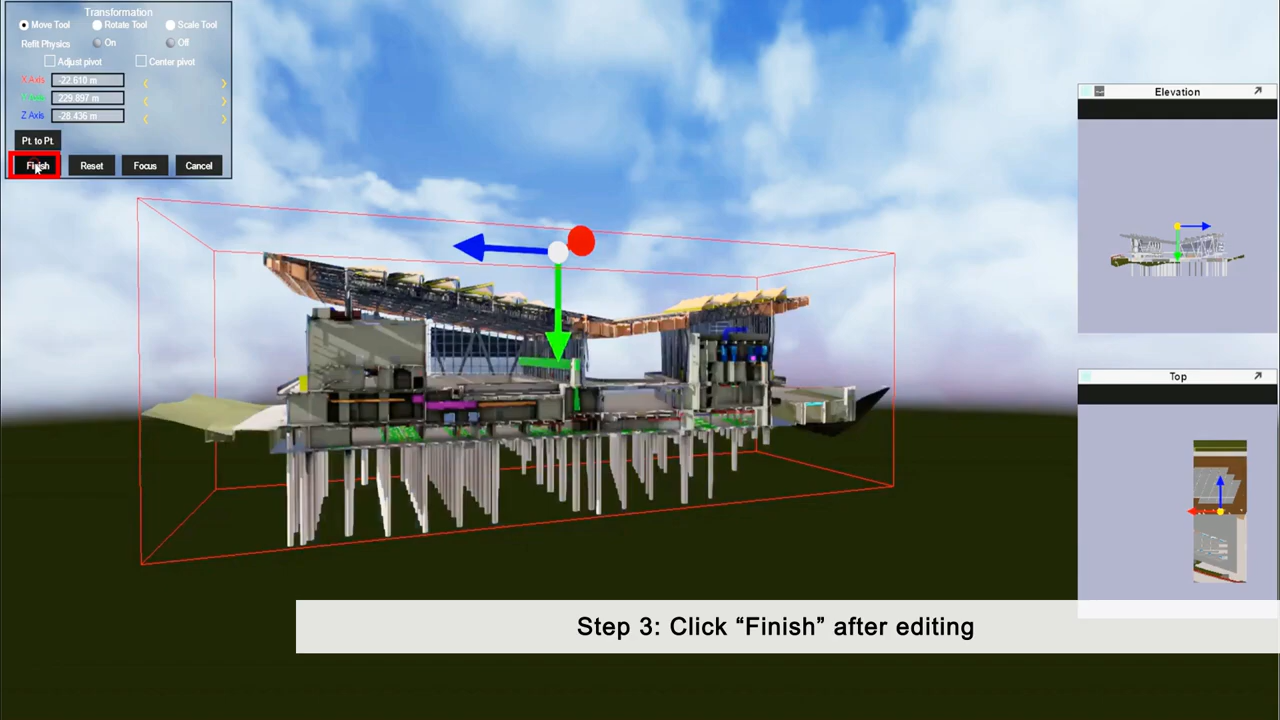 Transformation
Move Tool Rotate Tool Scale Tool
Refit Physics On Off
Adjust pivot Center pivot
X Axis -22.610 m
Y Axis 229.897 m
Z Axis -28.436 m
Pt. to Pt.
Finish Reset Focus Cancel
Elevation
Top
Step 3: Click “Finish” after editing